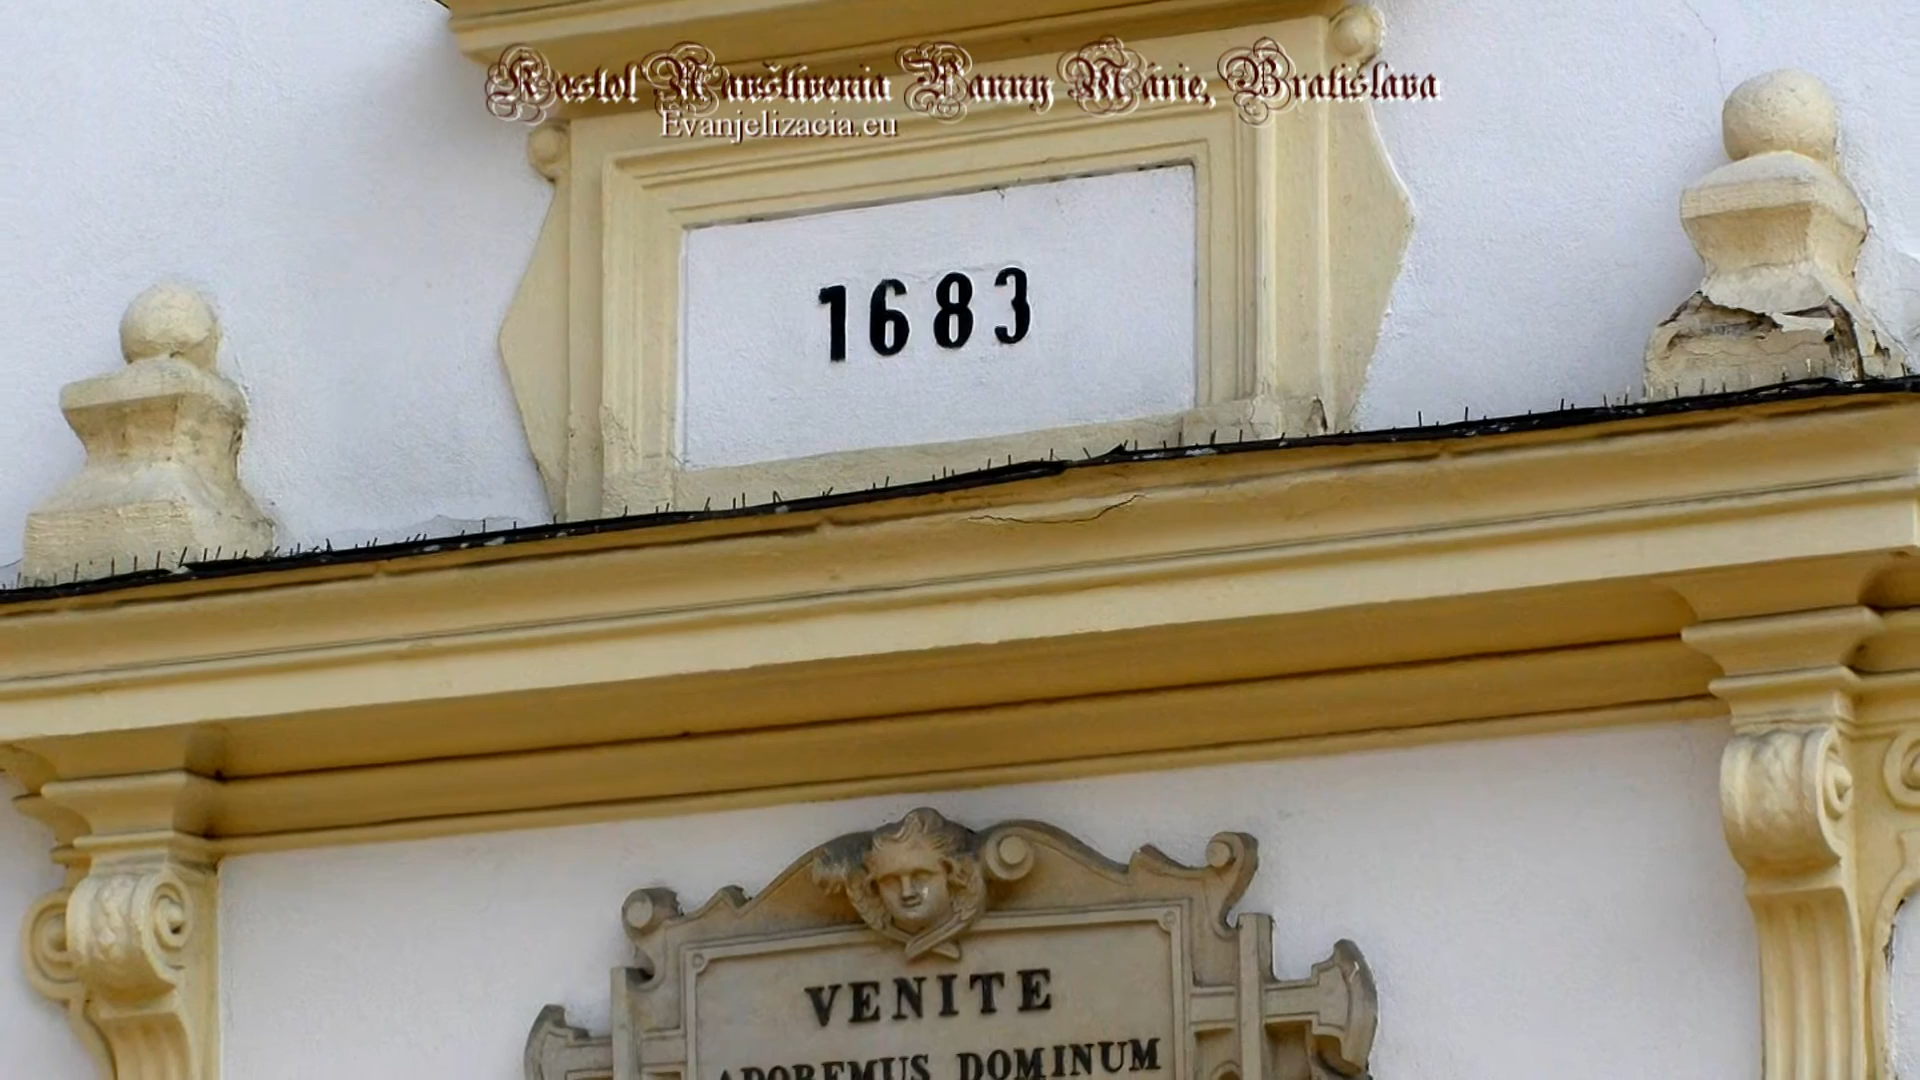 Kostol Navštívenia Panny Márie, Bratislava
Evanjelizacia.eu
1683
VENITE
ADOREMUS DOMINUM